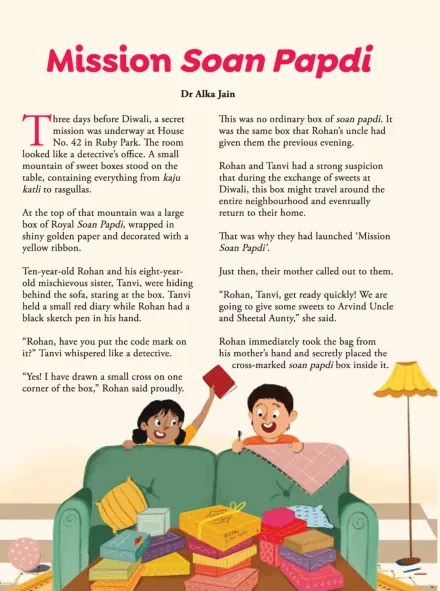 Mission Soan Papdi
Dr Alka Jain
Three days before Diwali, a secret
mission was underway at House
No. 42 in Ruby Park. The room
looked like a detective's office. A small
mountain of sweet boxes stood on the
table, containing everything from kaju
katli to rasgullas.
At the top of that mountain was a large
box of Royal Soan Papdi, wrapped in
shiny golden paper and decorated with a
yellow ribbon.
Ten-year-old Rohan and his eight-year-
old mischievous sister, Tanvi, were hiding
behind the sofa, staring at the box. Tanvi
held a small red diary while Rohan had a
black sketch pen in his hand.
"Rohan, have you put the code mark on
it?" Tanvi whispered like a detective.
"Yes! I have drawn a small cross on one
corner of the box," Rohan said proudly.
This was no ordinary box of soan papdi. It
was the same box that Rohan's uncle had
given them the previous evening.
Rohan and Tanvi had a strong suspicion
that during the exchange of sweets at
Diwali, this box might travel around the
entire neighbourhood and eventually
return to their home.
That was why they had launched 'Mission
Soan Papdi'.
Just then, their mother called out to them.
"Rohan, Tanvi, get ready quickly! We are
going to give some sweets to Arvind Uncle
and Sheetal Aunty," she said.
Rohan immediately took the bag from
his mother's hand and secretly placed the
cross-marked soan papdi box inside it.
ROYAL